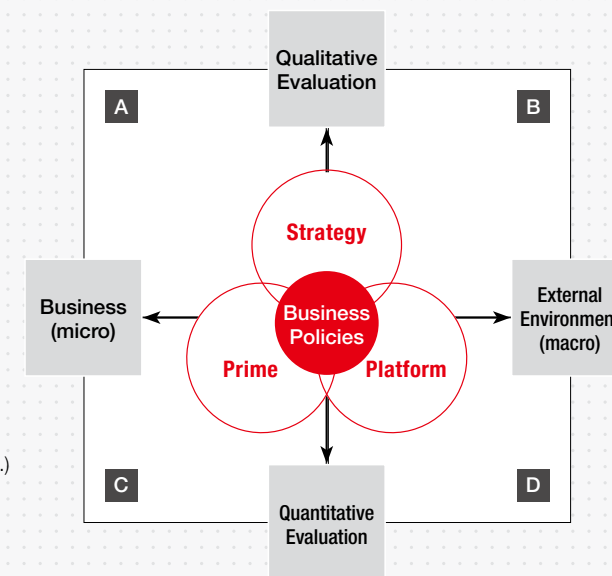 Qualitative
Evaluation
A
B
Strategy
Business
(micro)
Business
Policies
External
Environmen
(macro)
Prime
Platform
.)
C
D
Quantitative
Evaluation